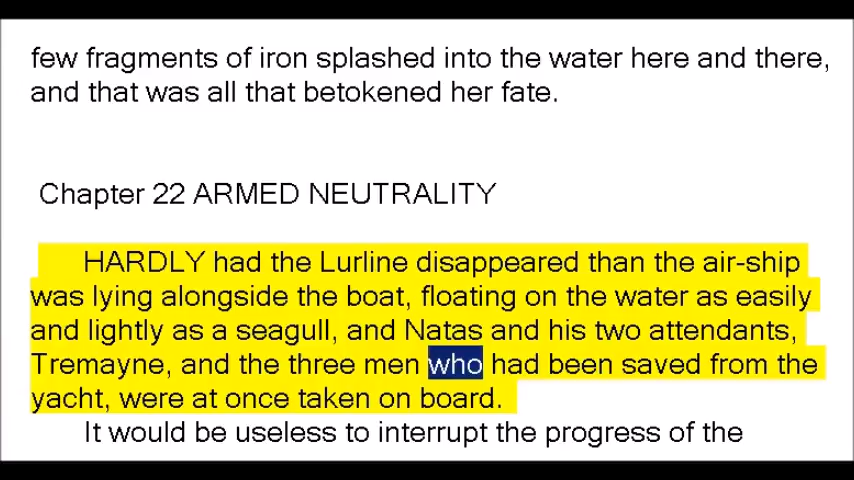 few fragments of iron splashed into the water here and there,
and that was all that betokened her fate.
Chapter 22 ARMED NEUTRALITY
HARDLY had the Lurline disappeared than the air-ship
was lying alongside the boat, floating on the water as easily
and lightly as a seagull, and Natas and his two attendants,
Tremayne, and the three men who had been saved from the
yacht, were at once taken on board.
It would be useless to interrupt the progress of the